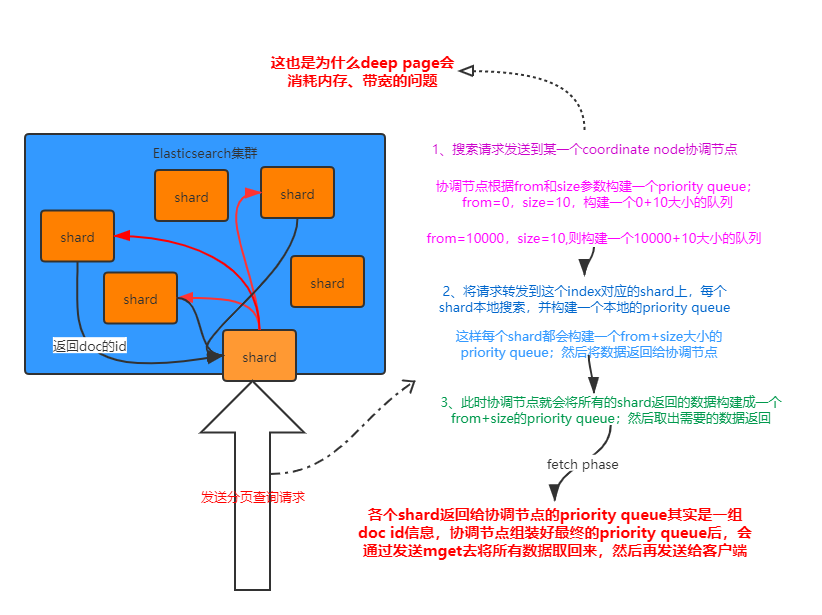 这也是为什么deep page会
消耗内存、带宽的问题
Elasticsearch集群
shard
shard
shard
shard
shard
shard
返回doc的id
发送分页查询请求
1、搜索请求发送到某一个coordinate node协调节点
协调节点根据from和size参数构建一个priority queue；
from=0，size=10，构建一个0+10大小的队列
from=10000，size=10,则构建一个10000+10大小的队列
2、将请求转发到这个index对应的shard上，每个
shard本地搜索，并构建一个本地的priority queue
这样每个shard都会构建一个from+size大小的
priority queue；然后将数据返回给协调节点
3、此时协调节点就会将所有的shard返回的数据构建成一个
from+size的priority queue；然后取出需要的数据返回
fetch phase
各个shard返回给协调节点的priority queue其实是一组
doc id信息，协调节点组装好最终的priority queue后，会
通过发送mget去将所有数据取回来，然后再发送给客户端